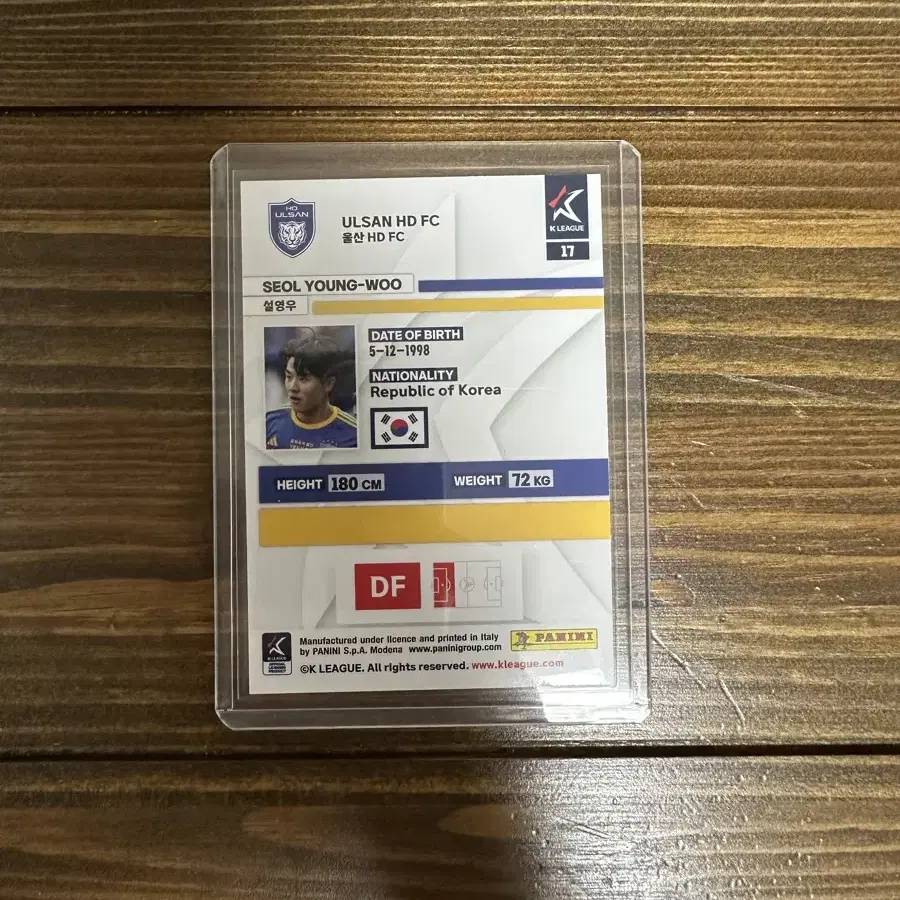 HD
ULSAN
ULSAN HD FC
울산 HD FC
K LEAGUE
17
SEOL YOUNG-WOO
설영우
DATE OF BIRTH
5-12-1998
NATIONALITY
Republic of Korea
HEIGHT 180 CM
WEIGHT 72 KG
DF
Manufactured under licence and printed in Italy
by PANINI S.p.A. Modena www.paninigroup.com
PANINI
K LEAGUE
©K LEAGUE. All rights reserved. www.kleague.com